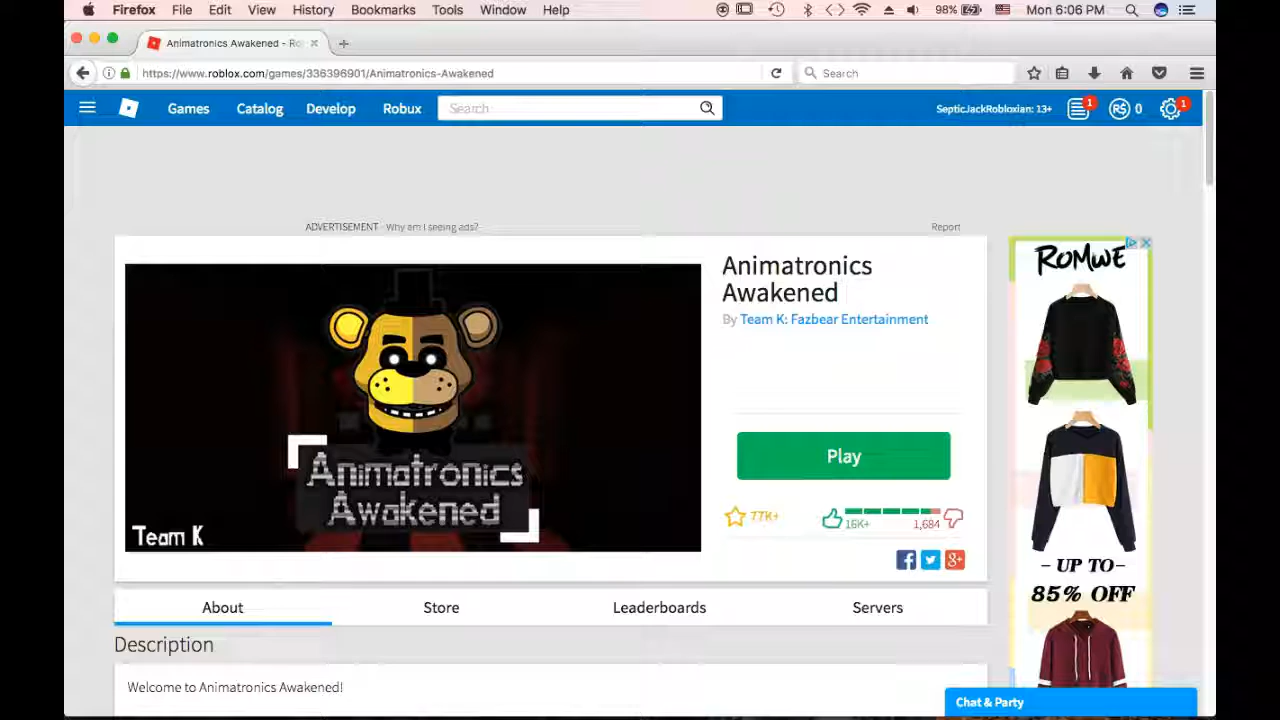 Firefox File Edit View History Bookmarks Tools Window Help 98% Mon 6:06 PM
Animatronics Awakened - Ro
https://www.roblox.com/games/336396901/Animatronics-Awakened Search
Games Catalog Develop Robux Search SepticJackRobloxian: 13+ 1 R$ 0 1
ADVERTISEMENT - Why am I seeing ads? Report
Animatronics
Awakened
By Team K: Fazbear Entertainment
Play
77K+ 16K+ 1,684
Animatronics
Awakened
Team K
ROMWE
- UP TO -
85% OFF
About Store Leaderboards Servers
Description
Welcome to Animatronics Awakened!
Chat & Party